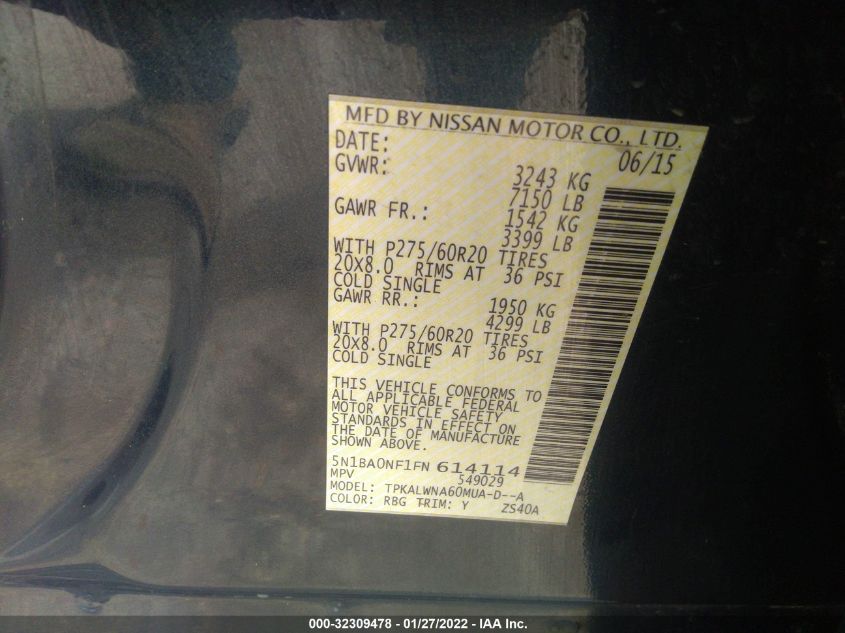 MFD BY NISSAN MOTOR CO., LTD.
DATE: 06/15
GVWR: 3243 KG
7150 LB
GAWR FR.: 1542 KG
3399 LB
WITH P275/60R20 TIRES
20X8.0 RIMS AT 36 PSI
COLD SINGLE
GAWR RR.: 1950 KG
4299 LB
WITH P275/60R20 TIRES
20X8.0 RIMS AT 36 PSI
COLD SINGLE
THIS VEHICLE CONFORMS TO
ALL APPLICABLE FEDERAL
MOTOR VEHICLE SAFETY
STANDARDS IN EFFECT ON
THE DATE OF MANUFACTURE
SHOWN ABOVE.
5N1BA0NF1FN 614114
MPV 549029
MODEL: TPKALWNA60MUA-D--A
COLOR: RBG TRIM: Y ZS40A
000-32309478 - 01/27/2022 - IAA Inc.